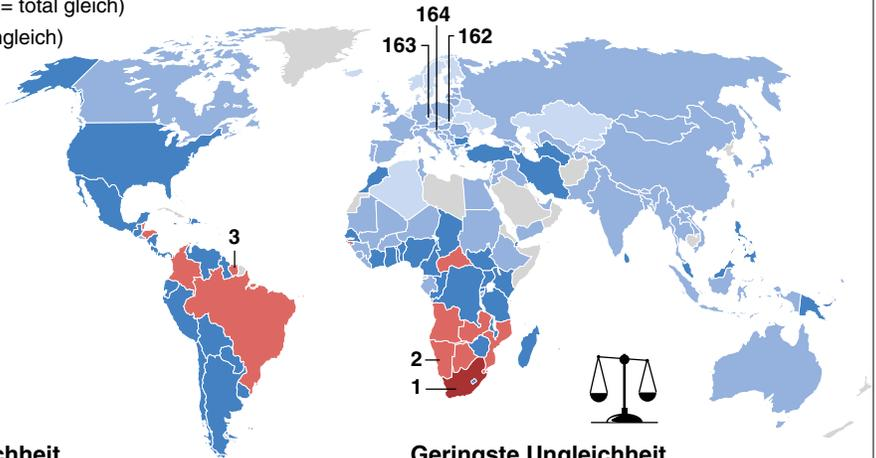 = total gleich)
ngleich)
164
163
162
3
2
1
chheit
Geringste Ungleichheit